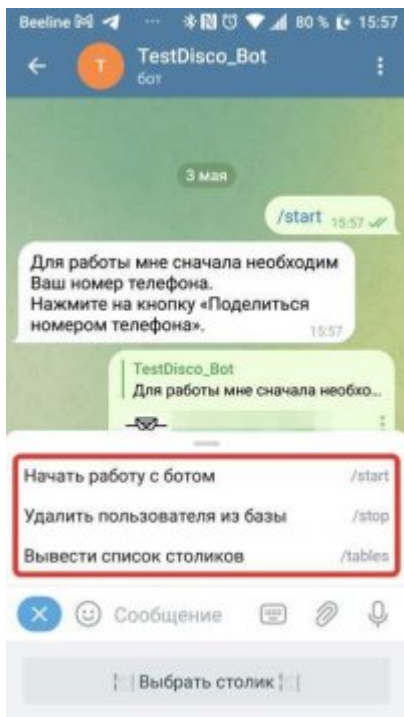 Beeline 80 % 15:57
TestDisco_Bot
T
бот
3 мая
/start 15:57
Для работы мне сначала необходим
Ваш номер телефона.
Нажмите на кнопку «Поделиться
номером телефона».
15:57
TestDisco_Bot
Для работы мне сначала необхо...
Начать работу с ботом /start
Удалить пользователя из базы /stop
Вывести список столиков /tables
Сообщение
Выбрать столик